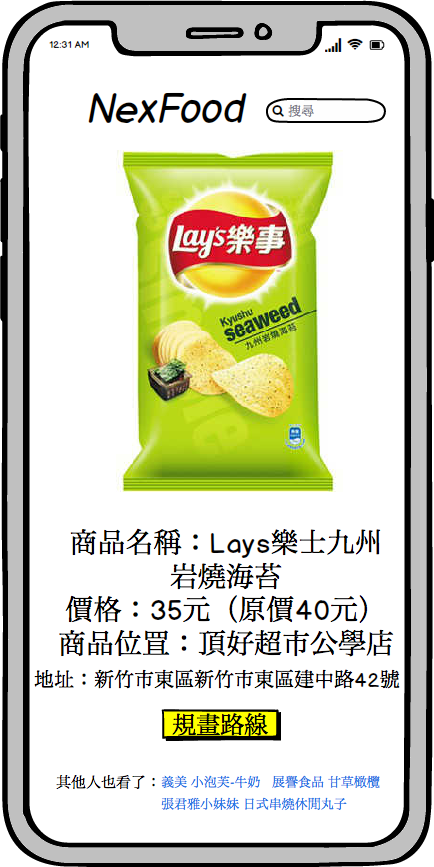 12:31 AM
NexFood
搜尋
Lay's樂事
Kyushu
seaweed
九州岩燒海苔
商品名稱：Lays樂士九州
岩燒海苔
價格：35元（原價40元）
商品位置：頂好超市公學店
地址：新竹市東區新竹市東區建中路42號
規畫路線
其他人也看了：義美 小泡芙-牛奶 展譽食品 甘草橄欖
張君雅小妹妹 日式串燒休閒丸子